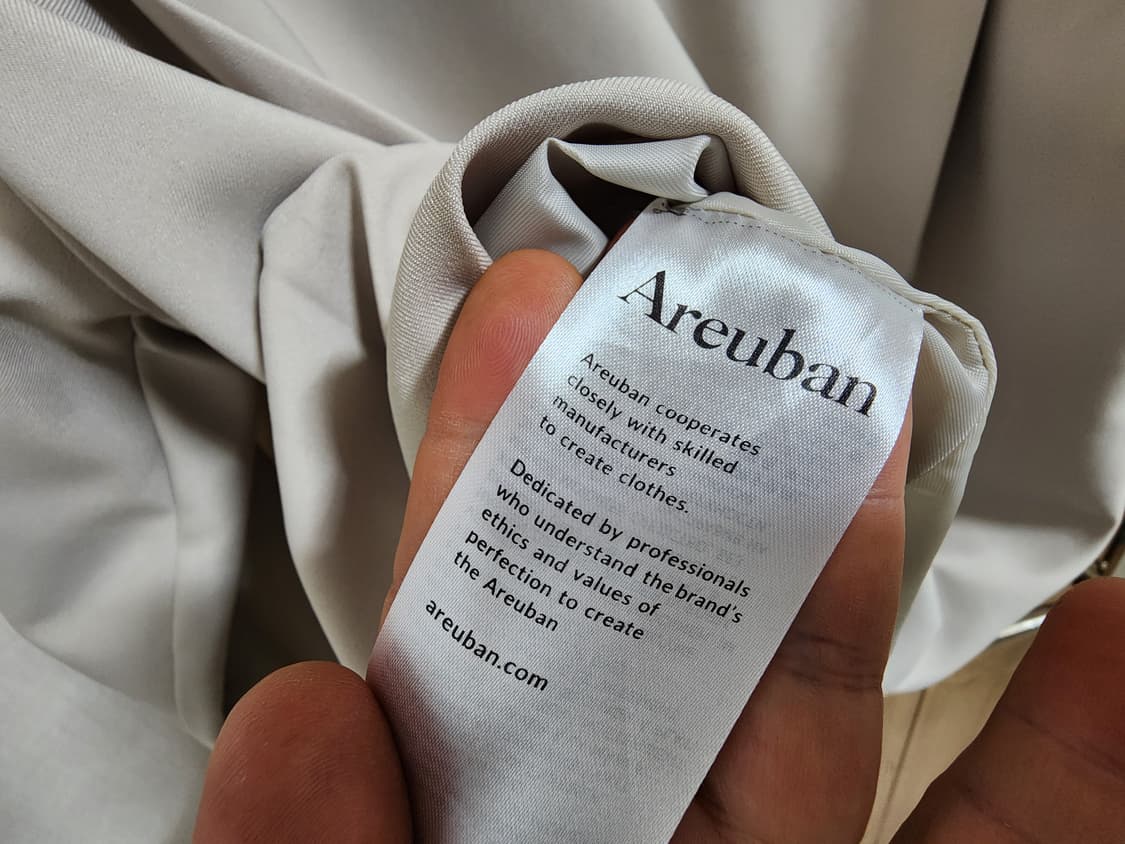 Areuban
Areuban cooperates
closely with skilled
manufacturers
to create clothes.
Dedicated by professionals
who understand the brand's
ethics and values of
perfection to create
the Areuban
areuban.com